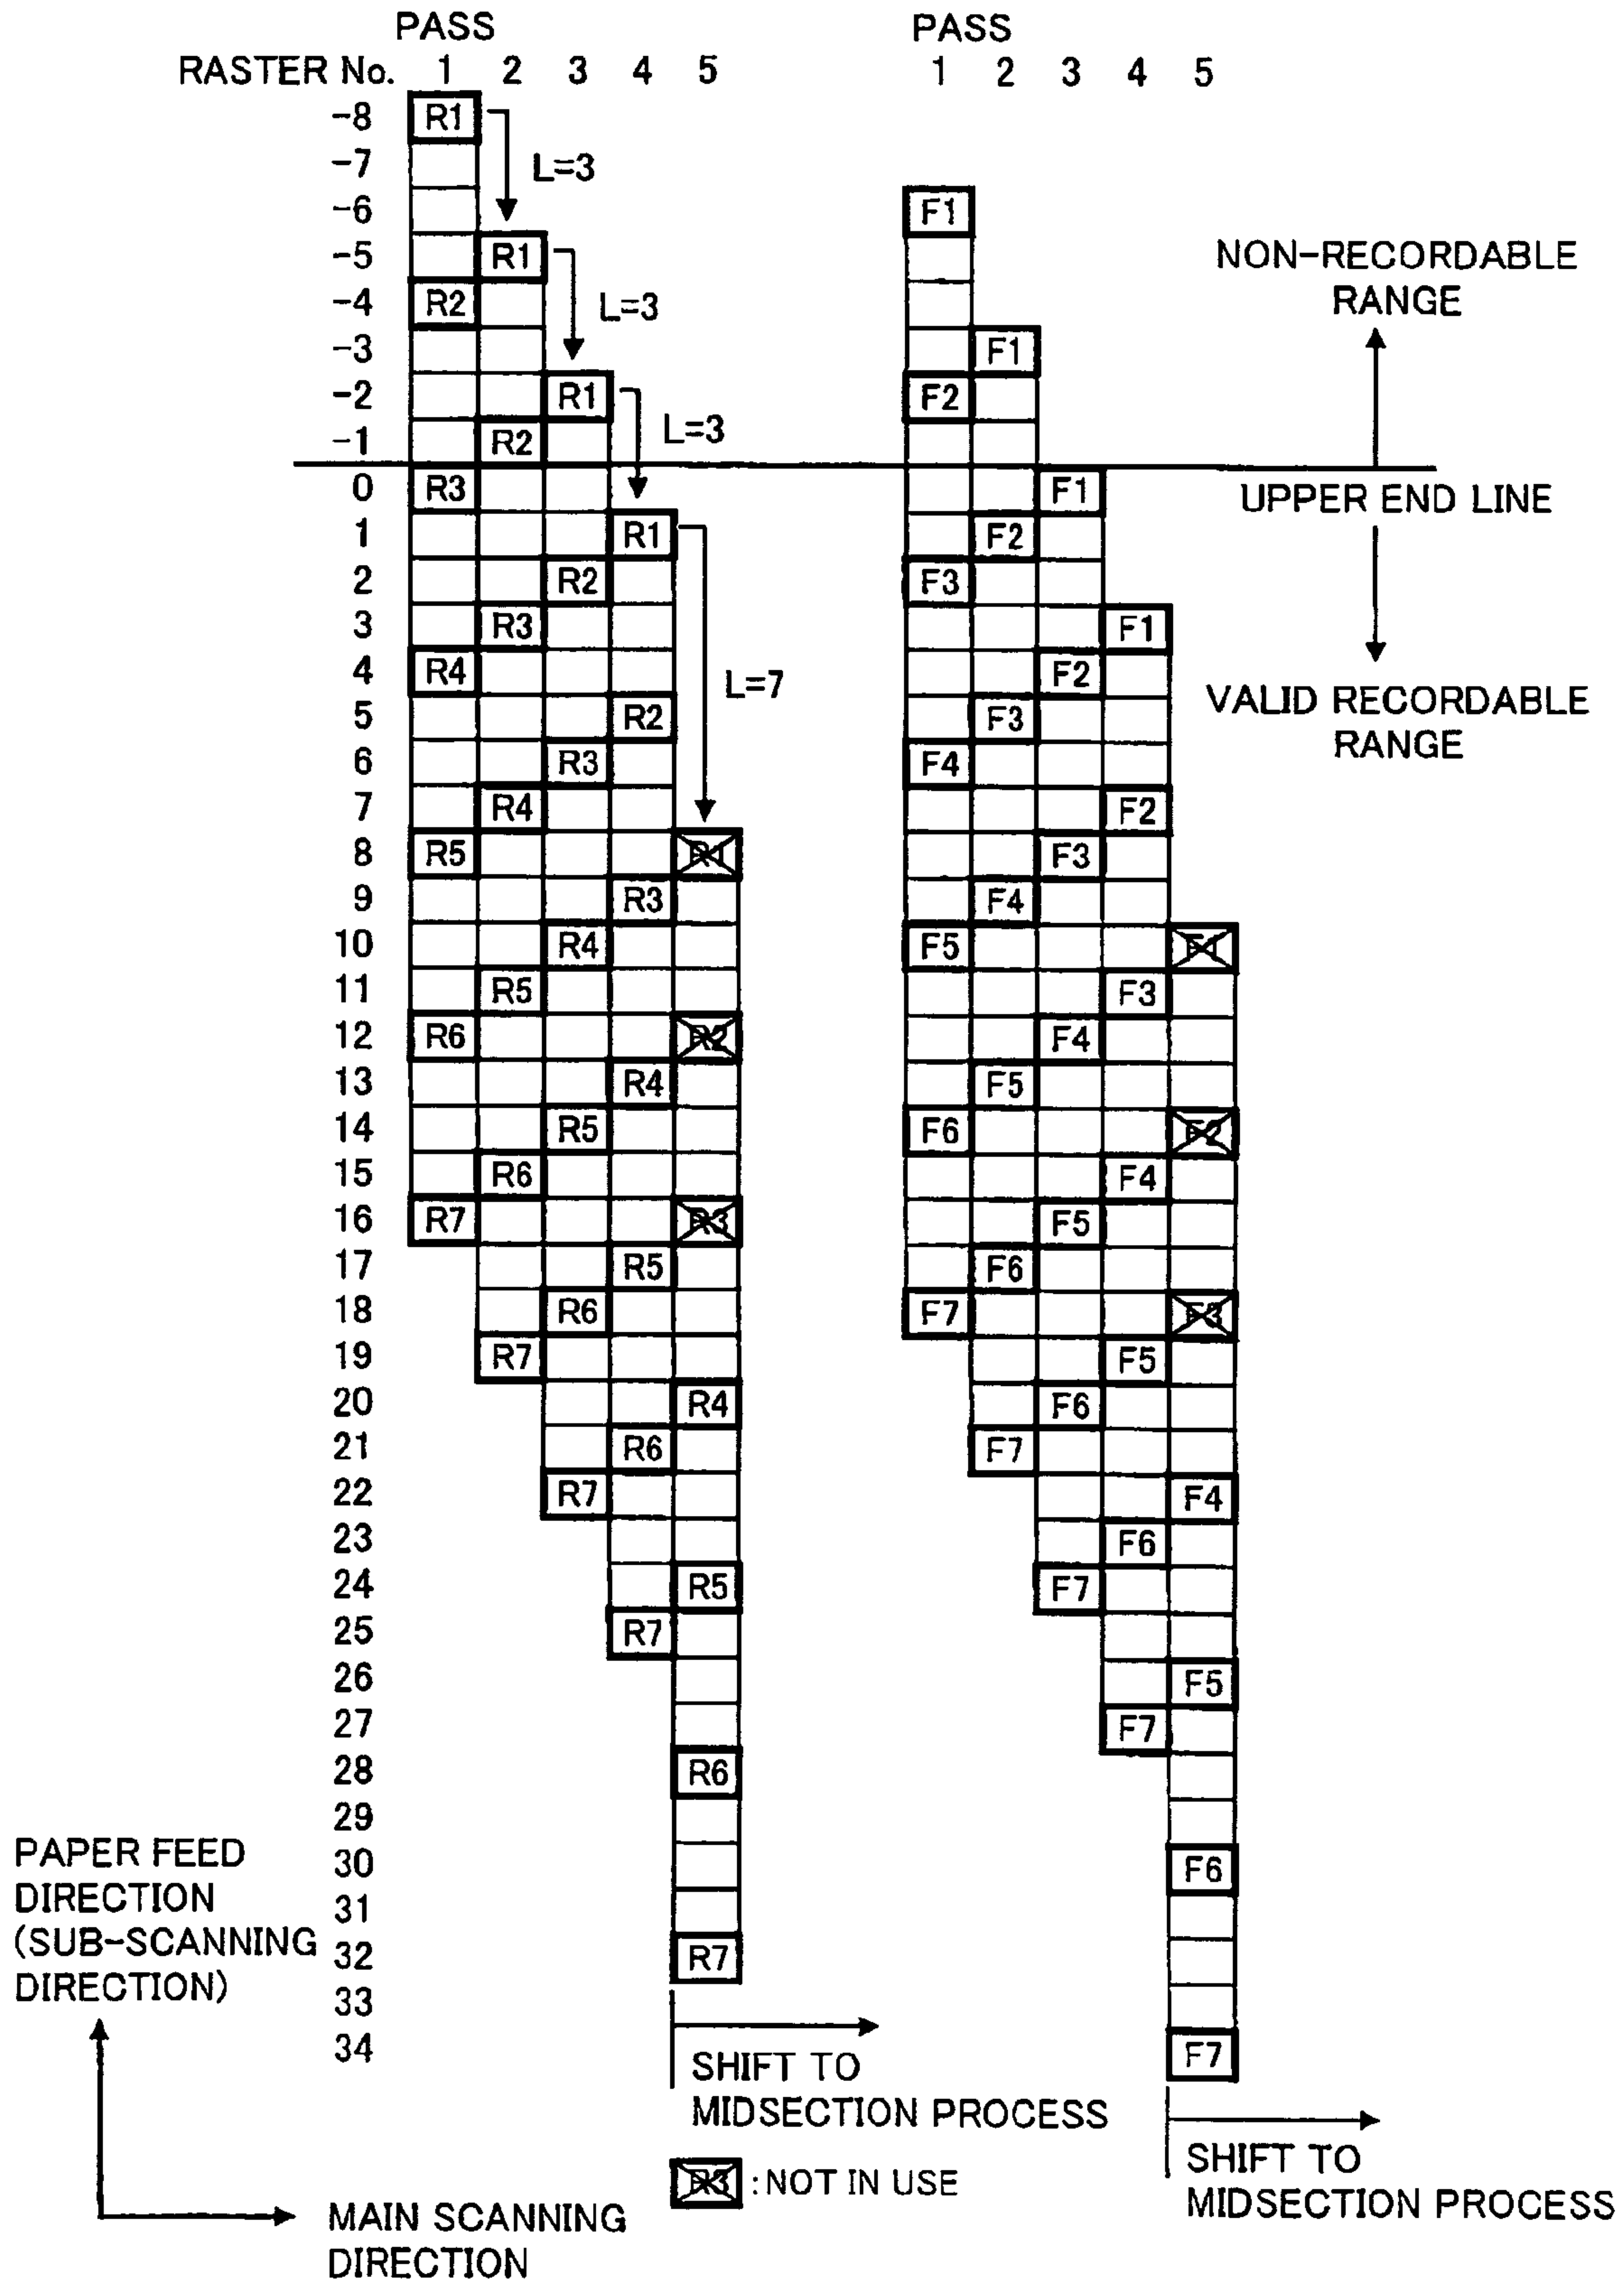 PASS PASS
RASTER No. 1 2 3 4 5 1 2 3 4 5
-8 R1
-7 L=3
-6 F1
-5 R1 NON-RECORDABLE
-4 R2 L=3 RANGE
-3 F1
-2 R1 F2
-1 R2 L=3
0 R3 F1 UPPER END LINE
1 R1 F2
2 R2 F3
3 R3 F1
4 R4 L=7 F2 VALID RECORDABLE
5 R2 F3 RANGE
6 R3 F4
7 R4 F2
8 R5 R1 F3
9 R3 F4
10 R4 F5 F1
11 R5 F3
12 R6 R2 F4
13 R4 F5
14 R5 F6 F2
15 R6 F4
16 R7 R3 F5
17 R5 F6
18 R6 F7 F3
19 R7 F5
20 R4 F6
21 R6 F7
22 R7 F4
23 F6
24 R5 F7
25 R7
26 F5
27 F7
28 R6
29
30 F6
31
32 R7
33
34 F7
PAPER FEED
DIRECTION
(SUB-SCANNING
DIRECTION)
SHIFT TO
MIDSECTION PROCESS
R3 :NOT IN USE
SHIFT TO
MIDSECTION PROCESS
MAIN SCANNING
DIRECTION